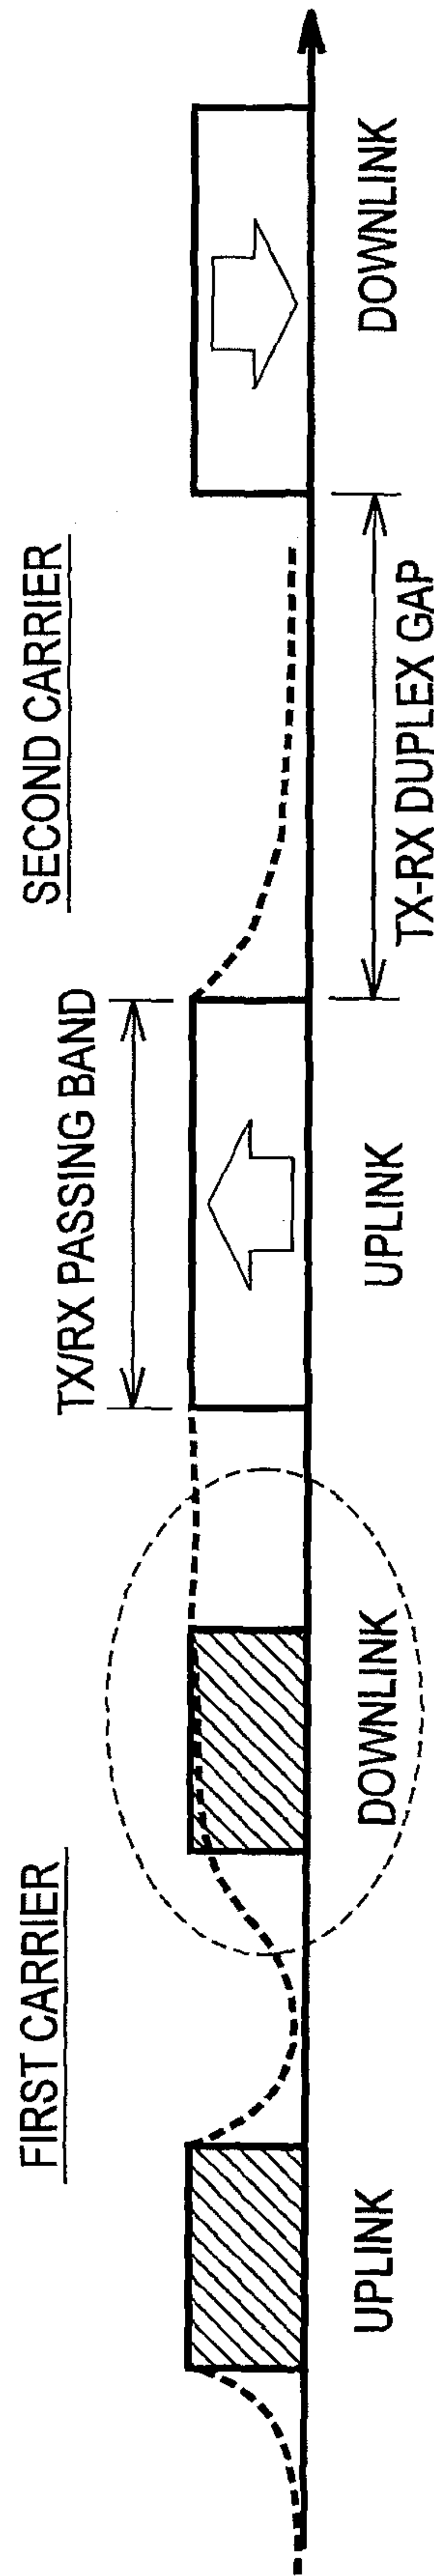 FIRST CARRIER
SECOND CARRIER
TX/RX PASSING BAND
UPLINK
DOWNLINK
UPLINK
DOWNLINK
TX-RX DUPLEX GAP